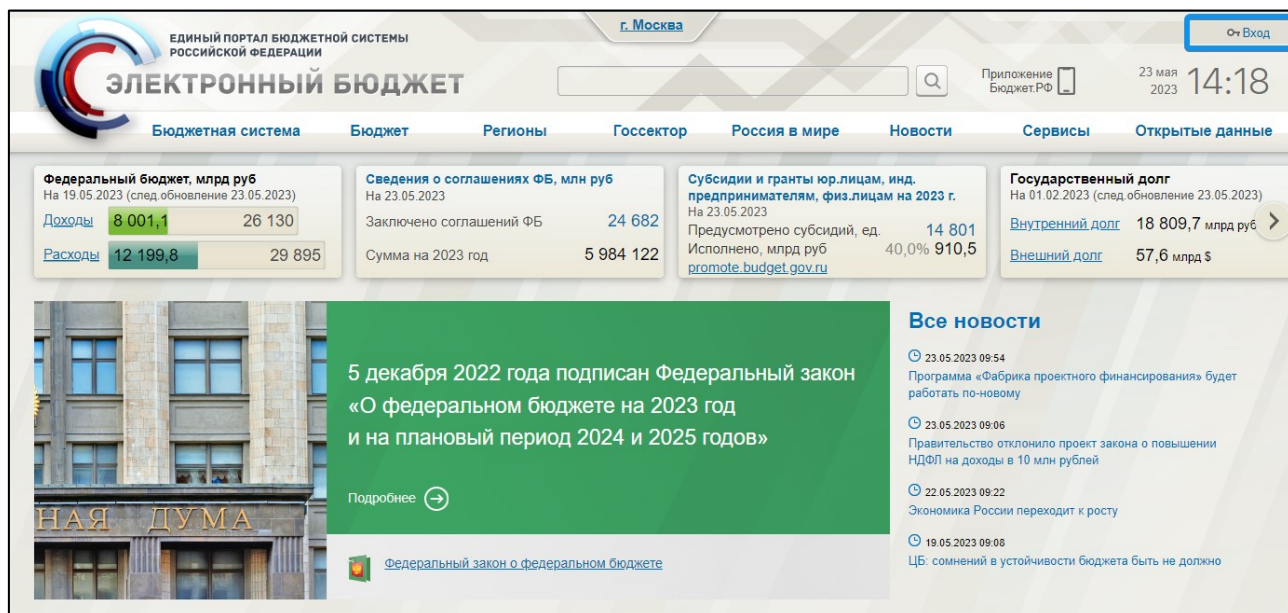 г. Москва
Вход
ЕДИНЫЙ ПОРТАЛ БЮДЖЕТНОЙ СИСТЕМЫ
РОССИЙСКОЙ ФЕДЕРАЦИИ
ЭЛЕКТРОННЫЙ БЮДЖЕТ
Приложение
Бюджет.РФ
23 мая
2023
14:18
Бюджетная система Бюджет Регионы Госсектор Россия в мире Новости Сервисы Открытые данные
Федеральный бюджет, млрд руб
На 19.05.2023 (след.обновление 23.05.2023)
Доходы 8 001,1 26 130
Расходы 12 199,8 29 895
Сведения о соглашениях ФБ, млн руб
На 23.05.2023
Заключено соглашений ФБ 24 682
Сумма на 2023 год 5 984 122
Субсидии и гранты юр.лицам, инд.
предпринимателям, физ.лицам на 2023 г.
На 23.05.2023
Предусмотрено субсидий, ед. 14 801
Исполнено, млрд руб 40,0% 910,5
promote.budget.gov.ru
Государственный долг
На 01.02.2023 (след.обновление 23.05.2023)
Внутренний долг 18 809,7 млрд руб
Внешний долг 57,6 млрд $
НАЯ ДУМА
5 декабря 2022 года подписан Федеральный закон
«О федеральном бюджете на 2023 год
и на плановый период 2024 и 2025 годов»
Подробнее
Федеральный закон о федеральном бюджете
Все новости
23.05.2023 09:54
Программа «Фабрика проектного финансирования» будет
работать по-новому
23.05.2023 09:06
Правительство отклонило проект закона о повышении
НДФЛ на доходы в 10 млн рублей
22.05.2023 09:22
Экономика России переходит к росту
19.05.2023 09:08
ЦБ: сомнений в устойчивости бюджета быть не должно